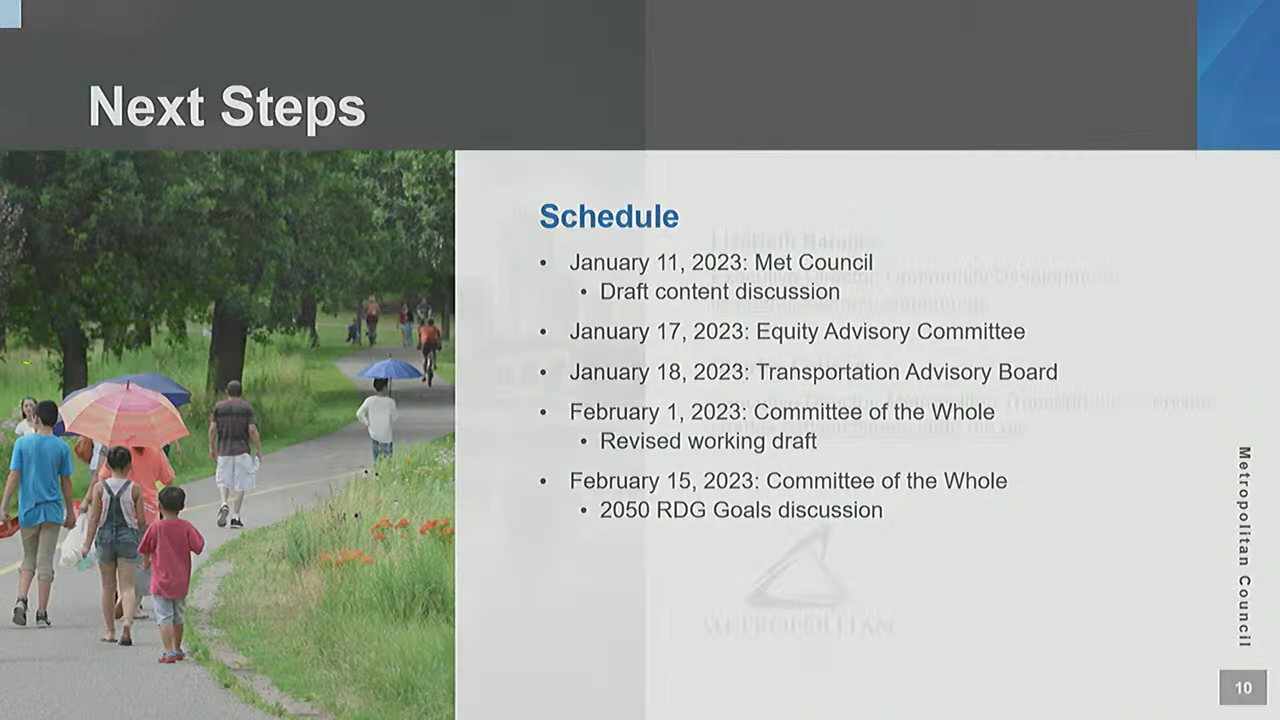 Next Steps
Schedule
• January 11, 2023: Met Council
• Draft content discussion
• January 17, 2023: Equity Advisory Committee
• January 18, 2023: Transportation Advisory Board
• February 1, 2023: Committee of the Whole
• Revised working draft
• February 15, 2023: Committee of the Whole
• 2050 RDG Goals discussion
METROPOLITAN
Metropolitan Council
10